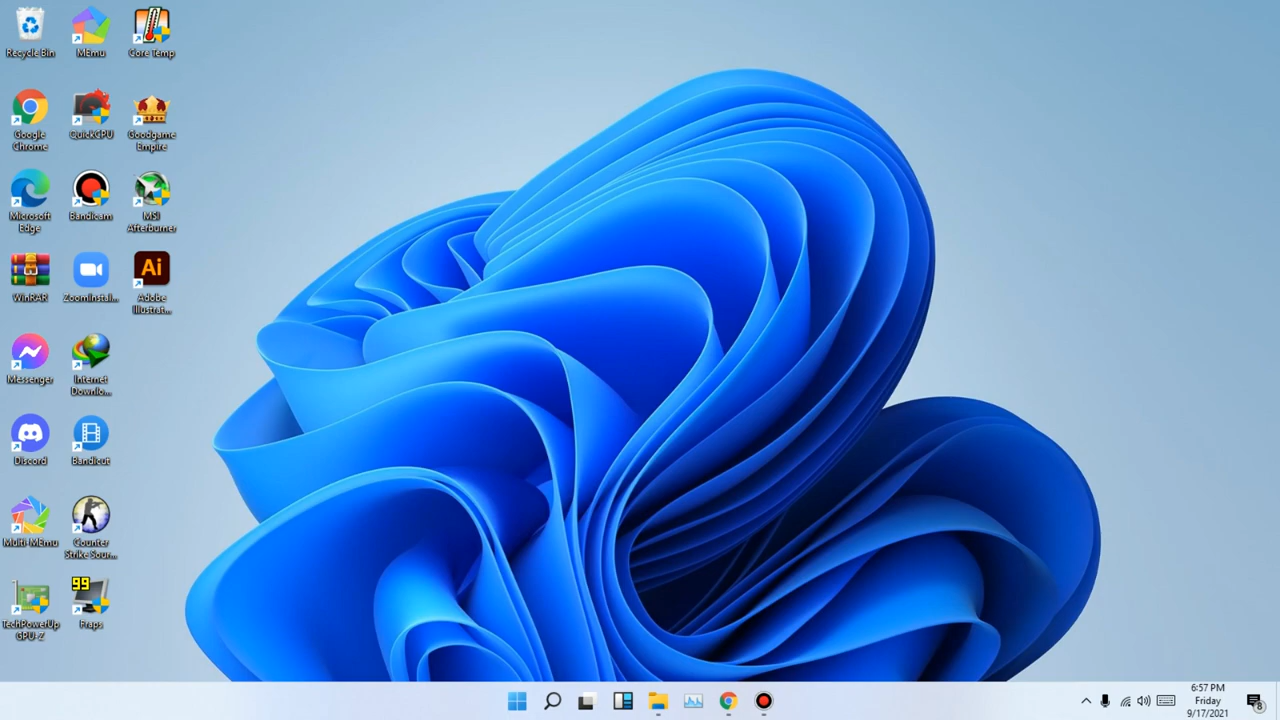 Recycle Bin
MEmu
Core Temp
Google
Chrome
QuickCPU
Goodgame
Empire
Microsoft
Edge
Bandicam
MSI
Afterburner
WinRAR
ZoomInstal...
Ai
Adobe
Illustrat...
Messenger
Internet
Downlo...
Discord
Bandicut
Multi-MEmu
Counter
Strike Sour...
TechPowerUp
GPU-Z
99
Fraps
6:57 PM
Friday
9/17/2021
8